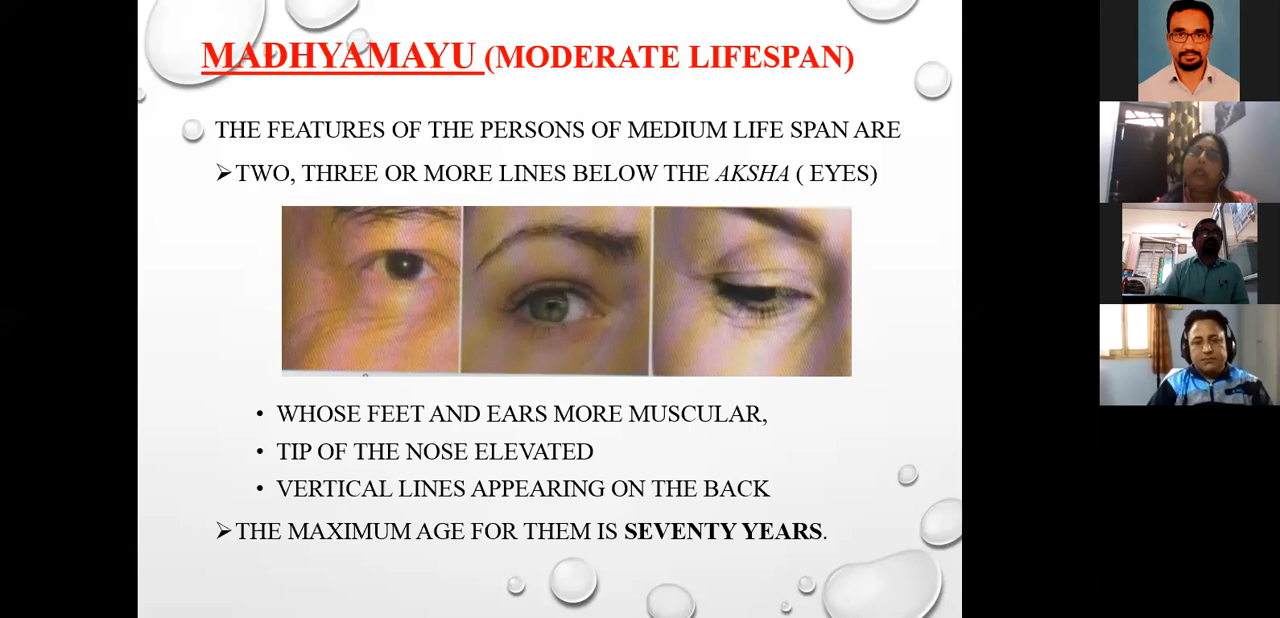 MADHYAMAYU (MODERATE LIFESPAN)
THE FEATURES OF THE PERSONS OF MEDIUM LIFE SPAN ARE
➢TWO, THREE OR MORE LINES BELOW THE AKSHA ( EYES)
• WHOSE FEET AND EARS MORE MUSCULAR,
• TIP OF THE NOSE ELEVATED
• VERTICAL LINES APPEARING ON THE BACK
➢THE MAXIMUM AGE FOR THEM IS SEVENTY YEARS.